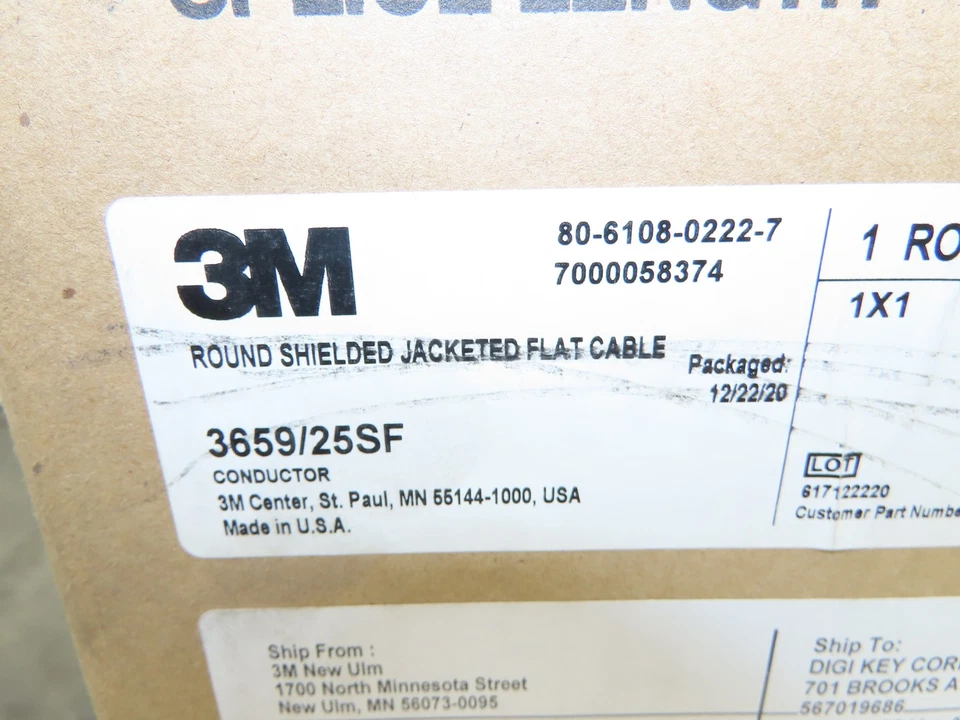 SPLICE LENGTH
3M
80-6108-0222-7
7000058374
1 RO
1X1
ROUND SHIELDED JACKETED FLAT CABLE
Packaged:
12/22/20
3659/25SF
CONDUCTOR
3M Center, St. Paul, MN 55144-1000, USA
Made in U.S.A.
LOT
617122220
Customer Part Numbe
Ship From :
3M New Ulm
1700 North Minnesota Street
New Ulm, MN 56073-0095
Ship To:
DIGI KEY COR
701 BROOKS A
567019686